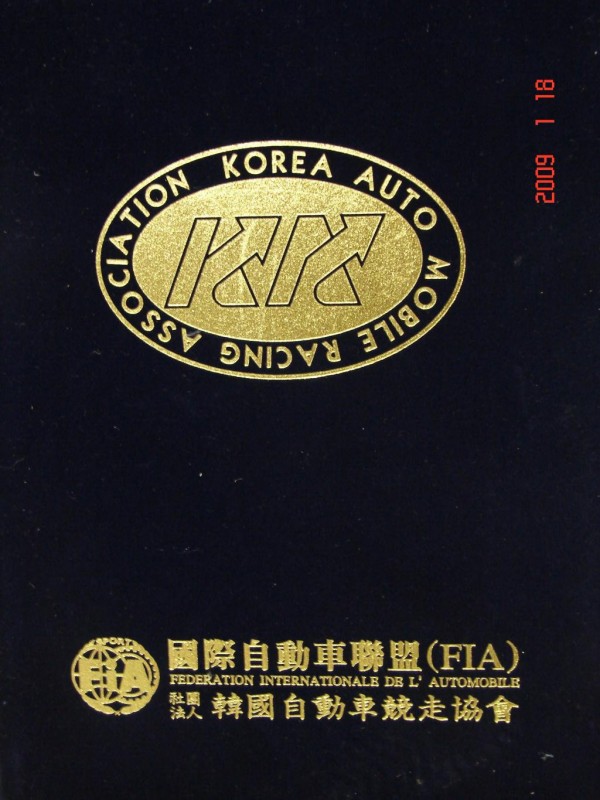 2009 1 18
KOREA AUTO MOBILE RACING ASSOCIATION
SPORT
FIA
國際自動車聯盟(FIA)
FEDERATION INTERNATIONALE DE L' AUTOMOBILE
社團
法人 韓國自動車競走協會